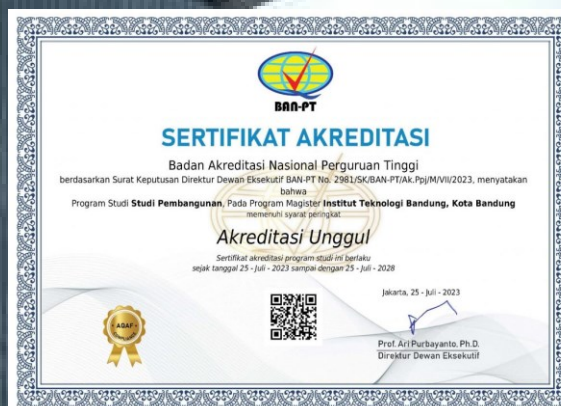 BAN-PT
SERTIFIKAT AKREDITASI
Badan Akreditasi Nasional Perguruan Tinggi
berdasarkan Surat Keputusan Direktur Dewan Eksekutif BAN-PT No. 2981/SK/BAN-PT/Ak.Ppj/M/VII/2023, menyatakan
bahwa
Program Studi Studi Pembangunan, Pada Program Magister Institut Teknologi Bandung, Kota Bandung
memenuhi syarat peringkat
Akreditasi Unggul
Sertifikat akreditasi program studi ini berlaku
sejak tanggal 25 - Juli - 2023 sampai dengan 25 - Juli - 2028
Jakarta, 25 - Juli - 2023
AQAF
Prof. Ari Purbayanto, Ph.D.
Direktur Dewan Eksekutif